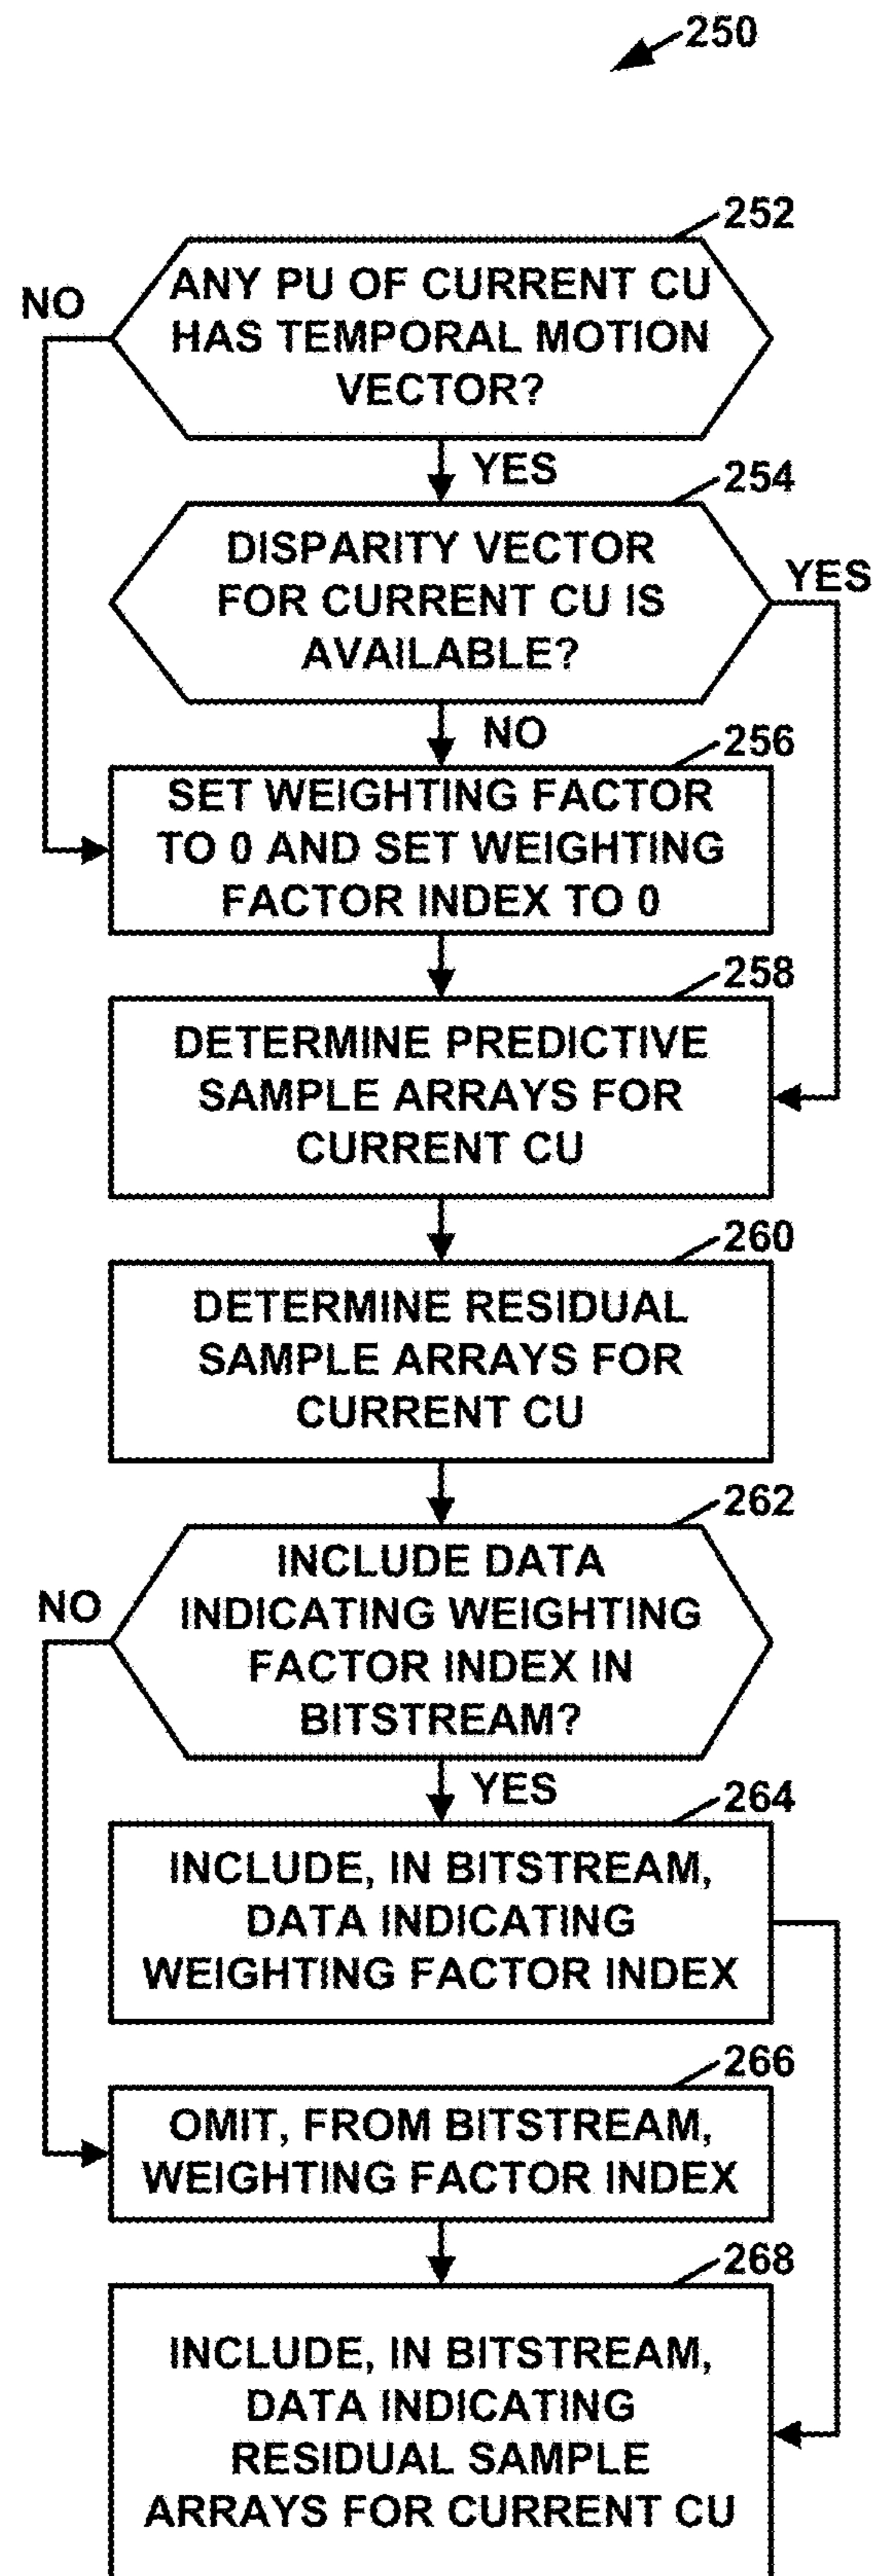 250
252
ANY PU OF CURRENT CU
HAS TEMPORAL MOTION
VECTOR?
NO
YES
254
DISPARITY VECTOR
FOR CURRENT CU IS
AVAILABLE?
YES
NO
256
SET WEIGHTING FACTOR
TO 0 AND SET WEIGHTING
FACTOR INDEX TO 0
258
DETERMINE PREDICTIVE
SAMPLE ARRAYS FOR
CURRENT CU
260
DETERMINE RESIDUAL
SAMPLE ARRAYS FOR
CURRENT CU
262
INCLUDE DATA
INDICATING WEIGHTING
FACTOR INDEX IN
BITSTREAM?
NO
YES
264
INCLUDE, IN BITSTREAM,
DATA INDICATING
WEIGHTING FACTOR INDEX
266
OMIT, FROM BITSTREAM,
WEIGHTING FACTOR INDEX
268
INCLUDE, IN BITSTREAM,
DATA INDICATING
RESIDUAL SAMPLE
ARRAYS FOR CURRENT CU